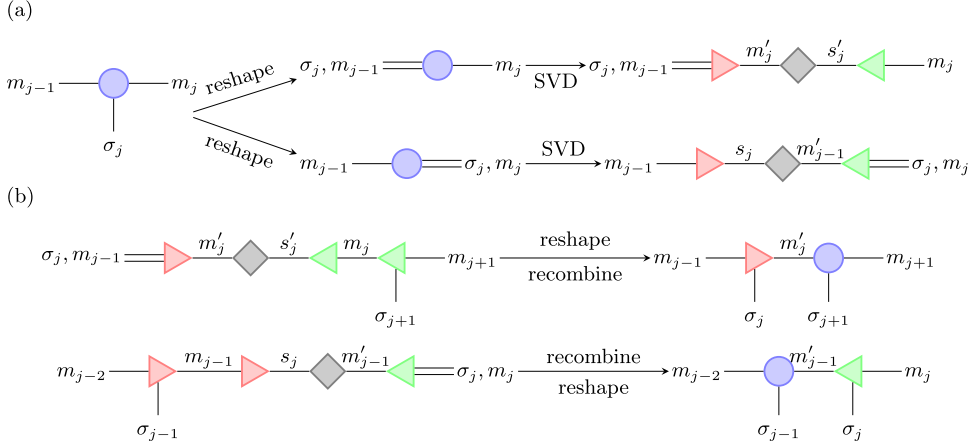 (a)
m_{j−1} m_j σ_j
reshape σ_j, m_{j−1} m_j SVD σ_j, m_{j−1} m'_j s'_j m_j
reshape m_{j−1} σ_j, m_j SVD m_{j−1} s_j m'_{j−1} σ_j, m_j
(b)
σ_j, m_{j−1} m'_j s'_j m_j m_{j+1} σ_{j+1} reshape recombine m_{j−1} m'_j m_{j+1} σ_j σ_{j+1}
m_{j−2} m_{j−1} s_j m'_{j−1} σ_j, m_j σ_{j−1} recombine reshape m_{j−2} m'_{j−1} m_j σ_{j−1} σ_j